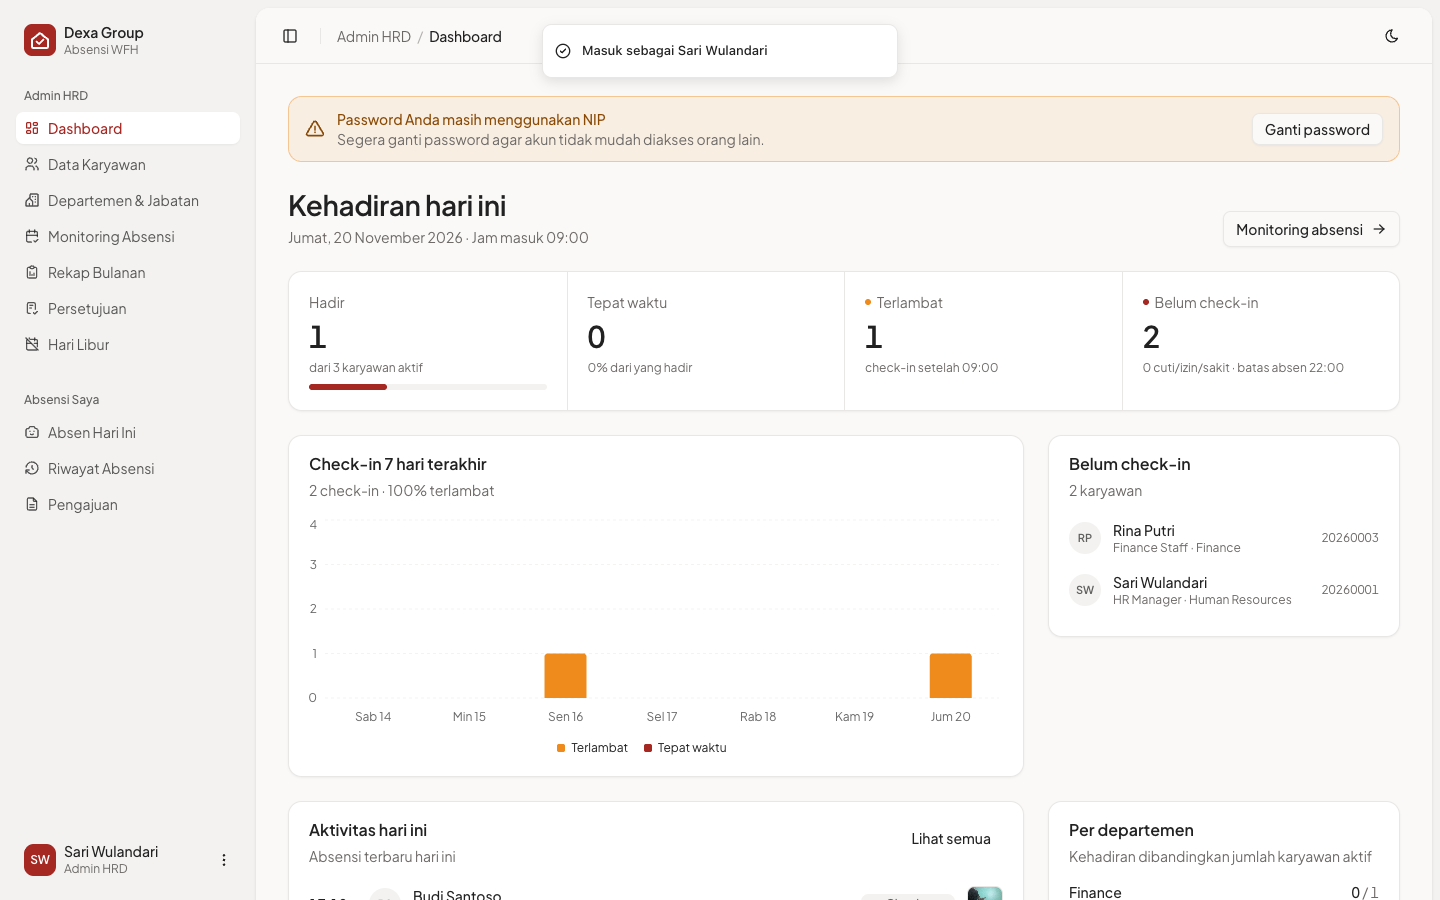 Dexa Group
Absensi WFH
Admin HRD
Dashboard
Data Karyawan
Departemen & Jabatan
Monitoring Absensi
Rekap Bulanan
Persetujuan
Hari Libur
Absensi Saya
Absen Hari Ini
Riwayat Absensi
Pengajuan
SW
Sari Wulandari
Admin HRD
Admin HRD / Dashboard
Masuk sebagai Sari Wulandari
Password Anda masih menggunakan NIP
Segera ganti password agar akun tidak mudah diakses orang lain.
Ganti password
Kehadiran hari ini
Jumat, 20 November 2026 · Jam masuk 09:00
Monitoring absensi
Hadir
1
dari 3 karyawan aktif
Tepat waktu
0
0% dari yang hadir
Terlambat
1
check-in setelah 09:00
Belum check-in
2
0 cuti/izin/sakit · batas absen 22:00
Check-in 7 hari terakhir
2 check-in · 100% terlambat
4
3
2
1
0
Sab 14 Min 15 Sen 16 Sel 17 Rab 18 Kam 19 Jum 20
Terlambat Tepat waktu
Belum check-in
2 karyawan
RP
Rina Putri
Finance Staff · Finance
20260003
SW
Sari Wulandari
HR Manager · Human Resources
20260001
Aktivitas hari ini
Absensi terbaru hari ini
Lihat semua
Budi Santoso
Per departemen
Kehadiran dibandingkan jumlah karyawan aktif
Finance
0 / 1